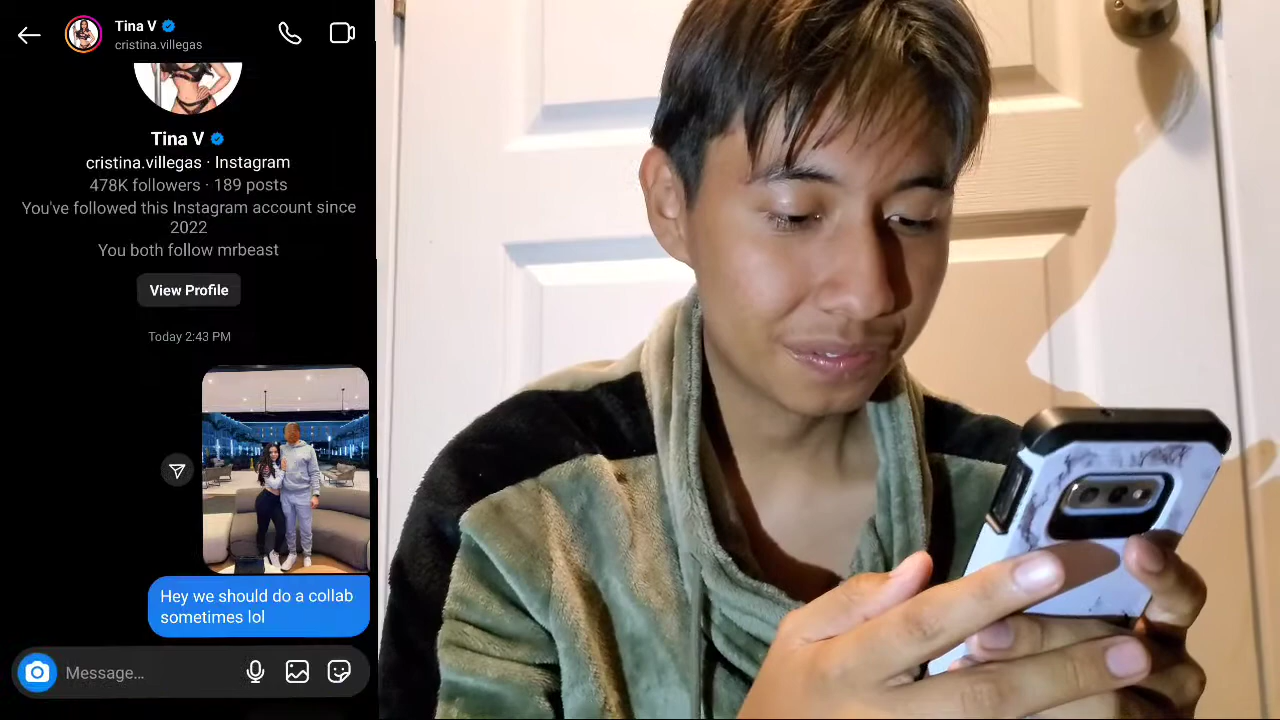 Tina V
cristina.villegas
Tina V
cristina.villegas · Instagram
478K followers · 189 posts
You've followed this Instagram account since
2022
You both follow mrbeast
View Profile
Today 2:43 PM
Hey we should do a collab
sometimes lol
Message...